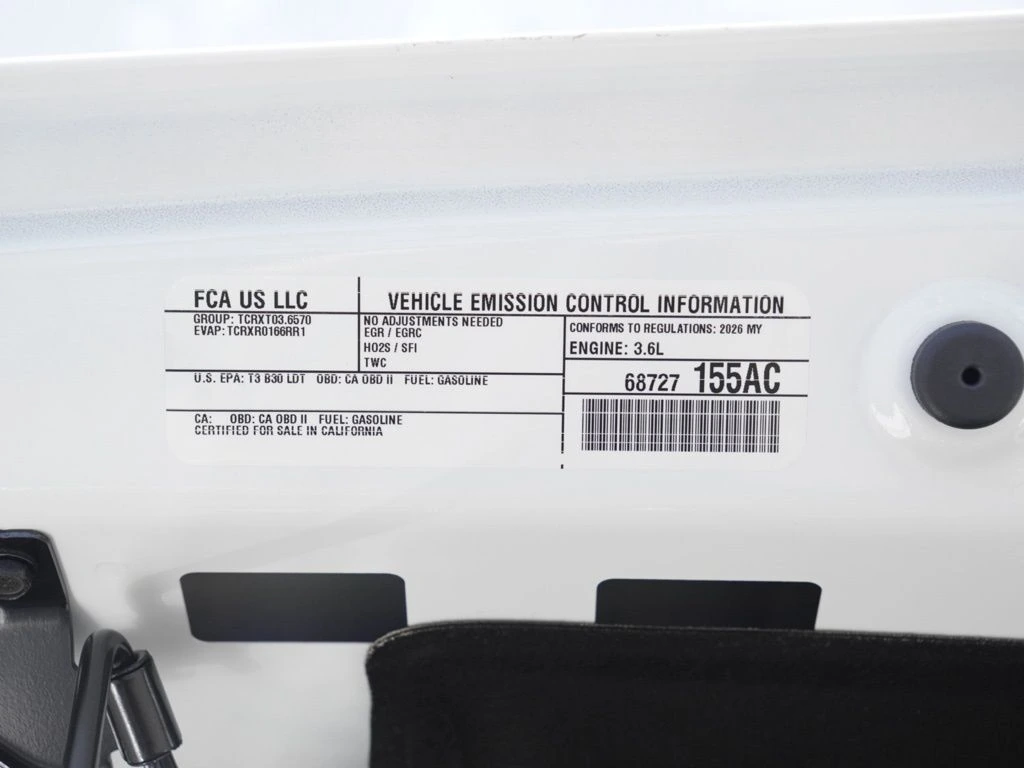 FCA US LLC
VEHICLE EMISSION CONTROL INFORMATION
GROUP: TCRXT03.6570
EVAP: TCRXR0166RR1
NO ADJUSTMENTS NEEDED
EGR / EGRC
HO2S / SFI
TWC
CONFORMS TO REGULATIONS: 2026 MY
ENGINE: 3.6L
68727 155AC
U.S. EPA: T3 B30 LDT OBD: CA OBD II FUEL: GASOLINE
CA: OBD: CA OBD II FUEL: GASOLINE
CERTIFIED FOR SALE IN CALIFORNIA